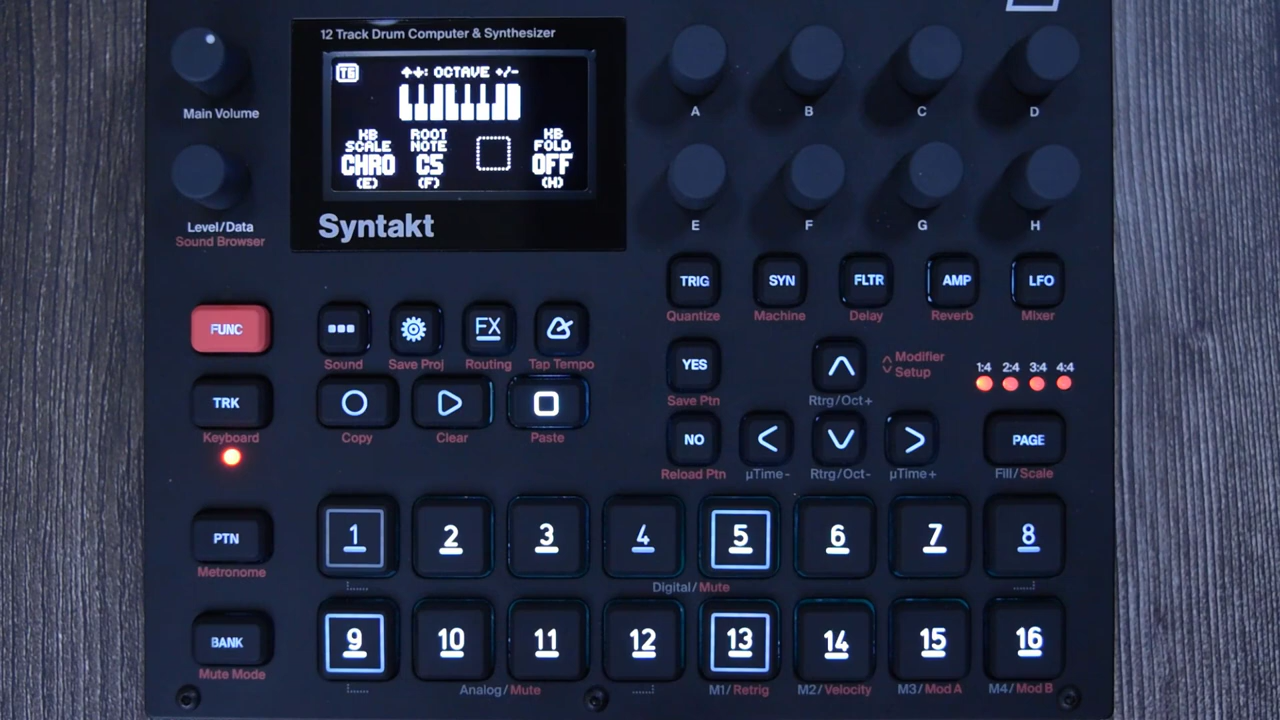 12 Track Drum Computer & Synthesizer
T6
: OCTAVE +/-
KB SCALE
ROOT NOTE
KB FOLD
CHRO
C5
OFF
(E)
(F)
(H)
Syntakt
Main Volume
Level/Data
Sound Browser
A
B
C
D
E
F
G
H
TRIG
SYN
FLTR
AMP
LFO
Quantize
Machine
Delay
Reverb
Mixer
FUNC
FX
Sound
Save Proj
Routing
Tap Tempo
YES
Save Ptn
Rtrg/Oct+
Modifier
Setup
1:4
2:4
3:4
4:4
TRK
Keyboard
Copy
Clear
Paste
NO
PAGE
Reload Ptn
µTime-
Rtrg/Oct-
µTime+
Fill/Scale
PTN
Metronome
1
2
3
4
5
6
7
8
Digital/Mute
BANK
Mute Mode
9
10
11
12
13
14
15
16
Analog/Mute
M1/Retrig
M2/Velocity
M3/Mod A
M4/Mod B